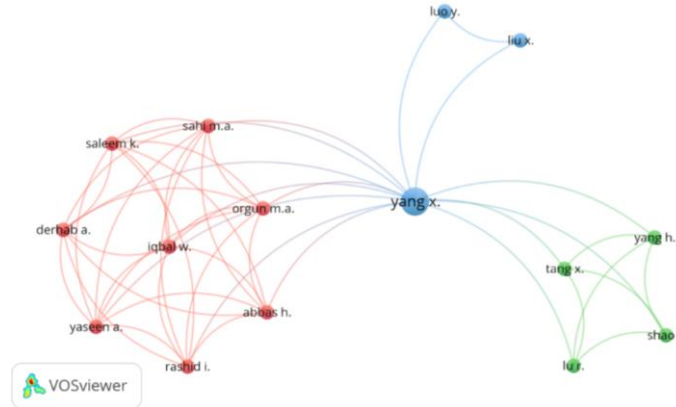 luo y.
liu x.
sahi m.a.
saleem k.
yang x.
orgun m.a.
derhab a.
yang h.
iqbal w.
tang x.
abbas h.
yaseen a.
shao
rashid i.
lu r.
VOSviewer